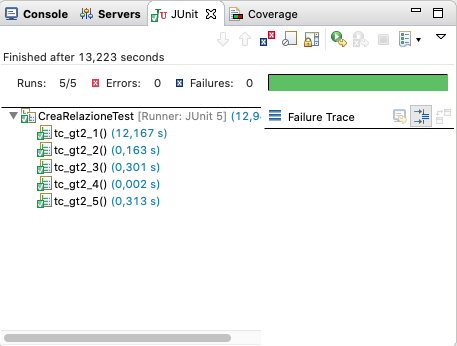 Console Servers JUnit Coverage
Finished after 13,223 seconds
Runs: 5/5 Errors: 0 Failures: 0
CreaRelazioneTest [Runner: JUnit 5] (12,94
Failure Trace
tc_gt2_1() (12,167 s)
tc_gt2_2() (0,163 s)
tc_gt2_3() (0,301 s)
tc_gt2_4() (0,002 s)
tc_gt2_5() (0,313 s)